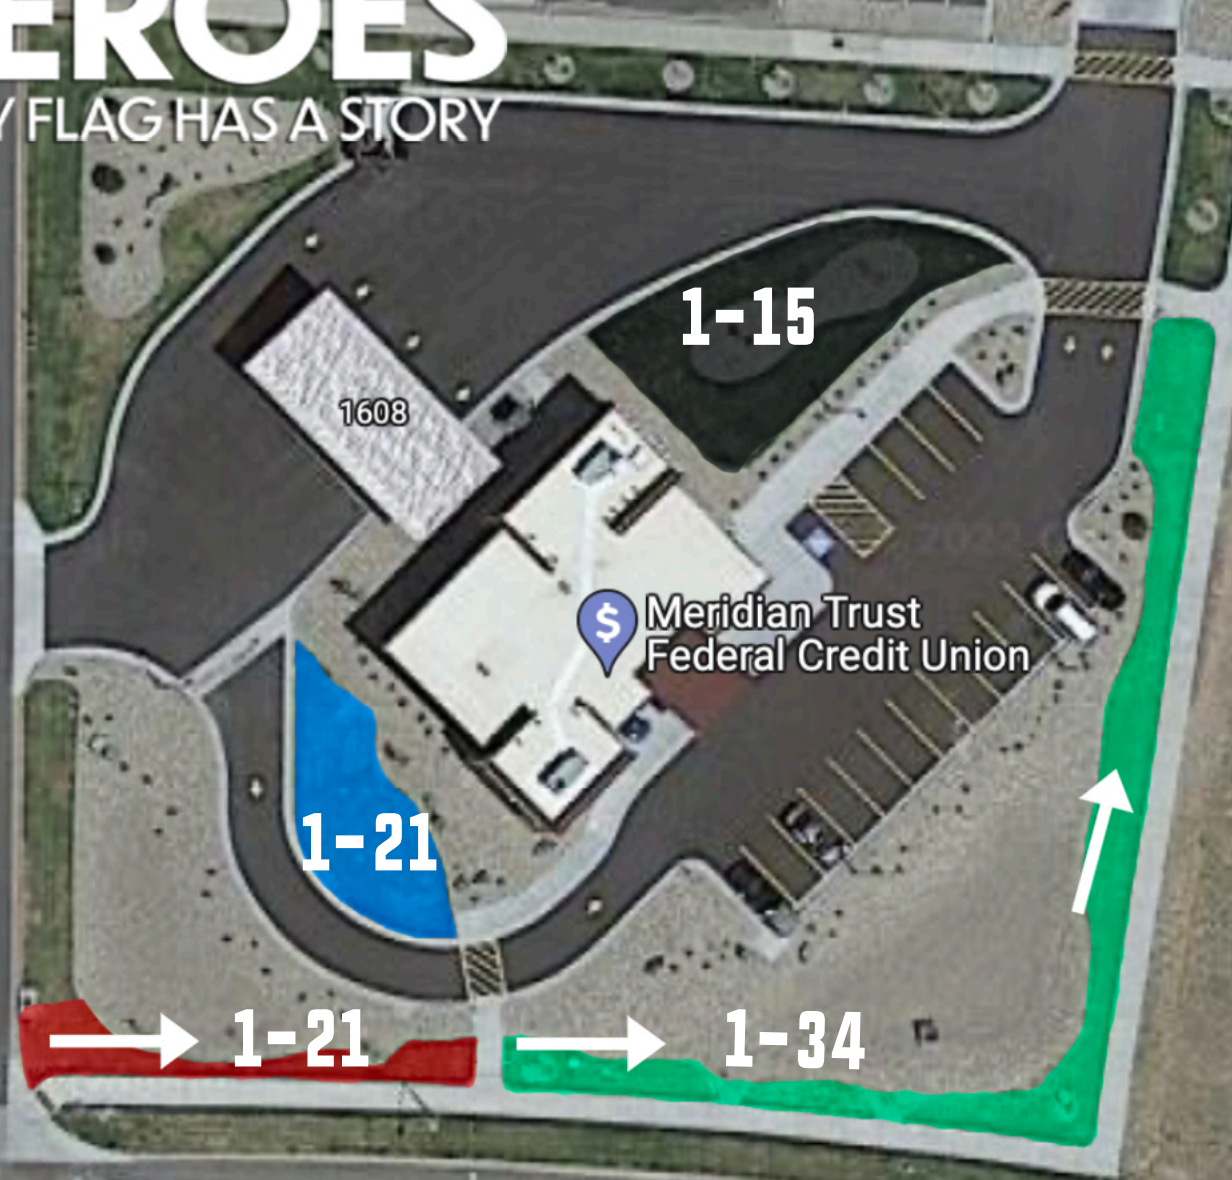 EROES
Y FLAG HAS A STORY
1-15
1608
$
Meridian Trust
Federal Credit Union
1-21
1-21
1-34